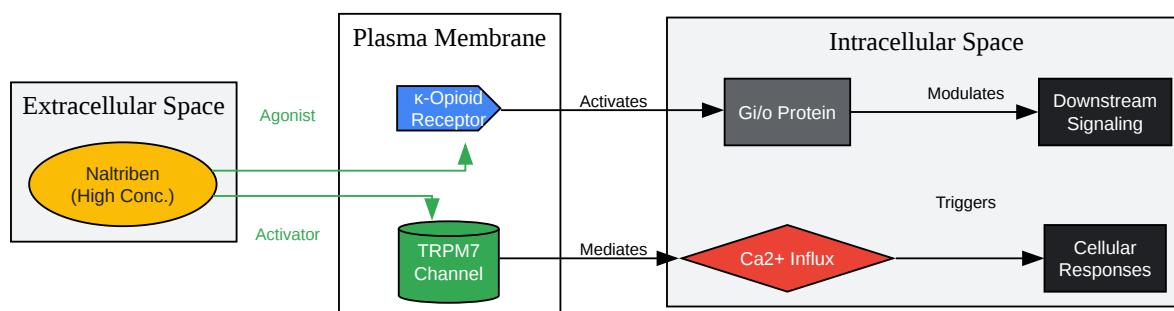 Extracellular Space
Naltriben
(High Conc.)
Agonist
Activator
Plasma Membrane
κ-Opioid
Receptor
TRPM7
Channel
Activates
Mediates
Intracellular Space
Gi/o Protein
Modulates
Downstream
Signaling
Ca2+ Influx
Triggers
Cellular
Responses